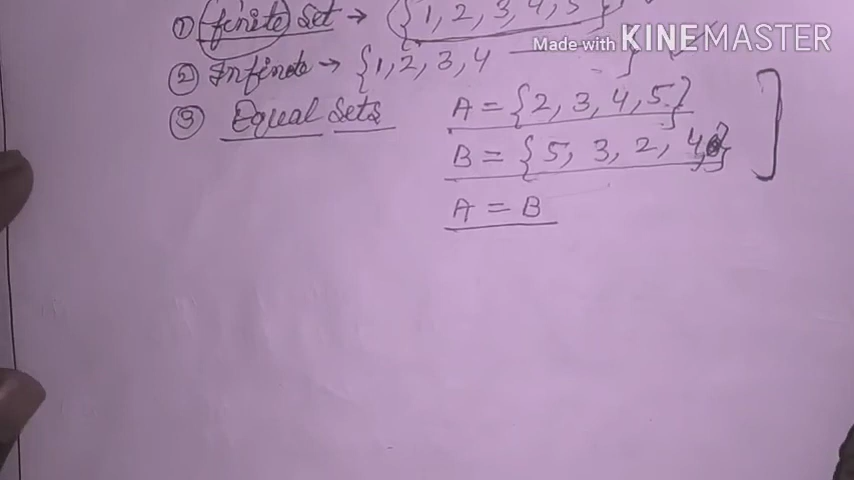 ① finite Set → {1, 2, 3, 4, 5}
Made with KINEMASTER
② Infinde → {1, 2, 3, 4 — }
③ Equal Sets A = {2, 3, 4, 5}
B = {5, 3, 2, 4}
A = B